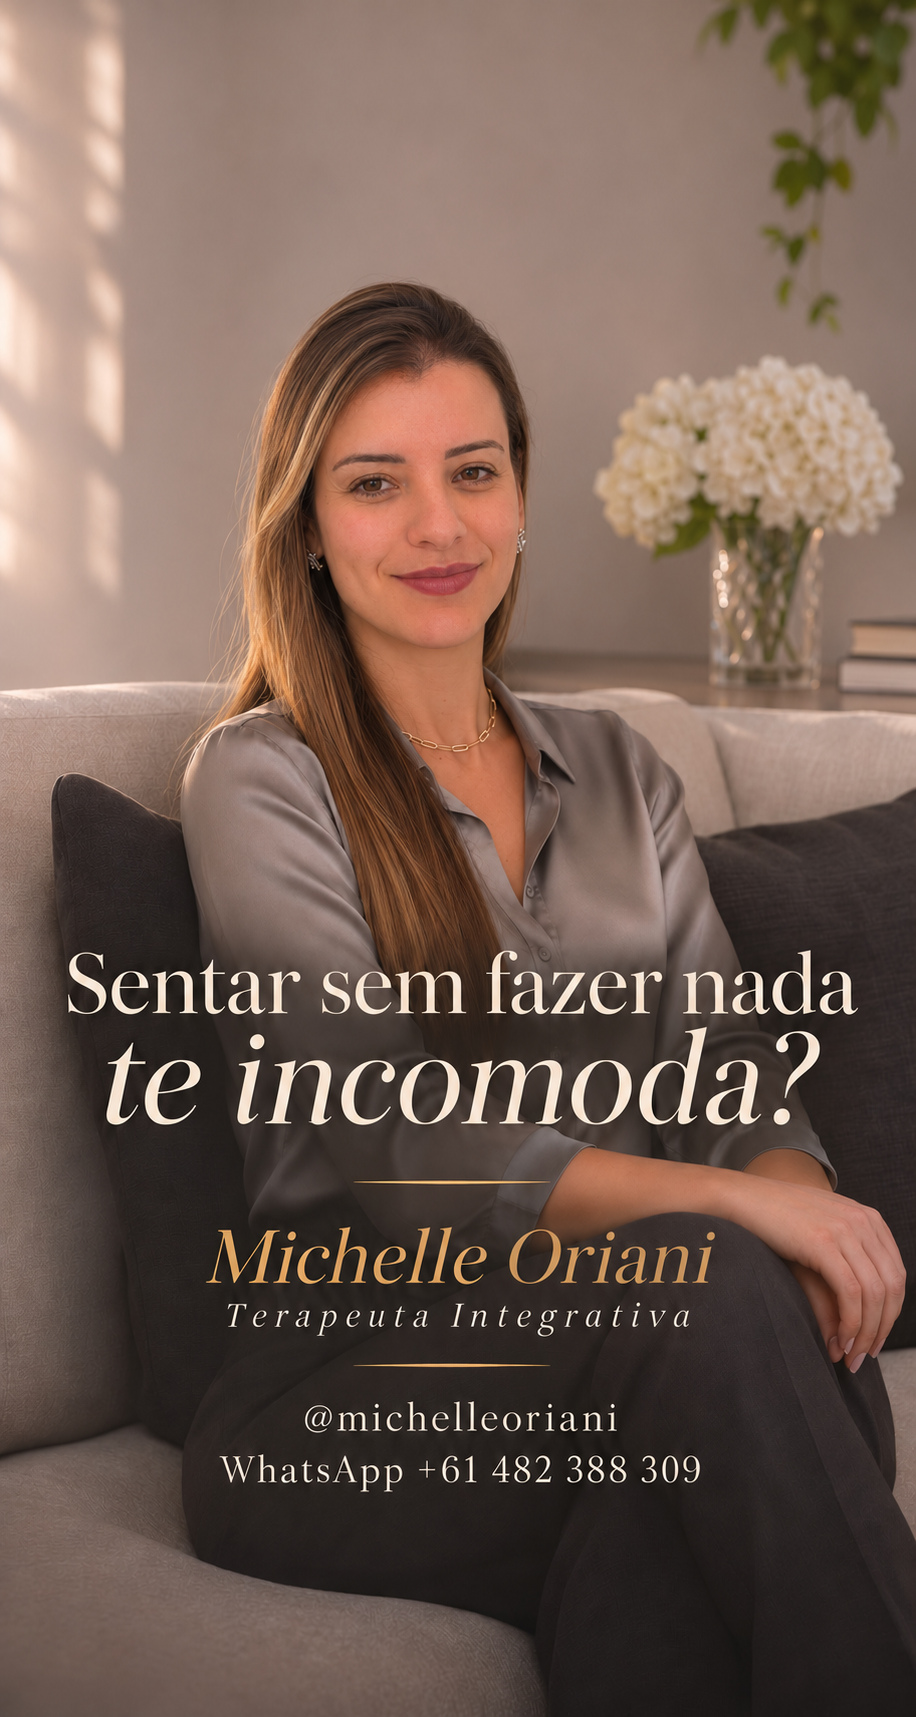 Sentar sem fazer nada
te incomoda?
Michelle Oriani
Terapeuta Integrativa
@michelleoriani
WhatsApp +61 482 388 309